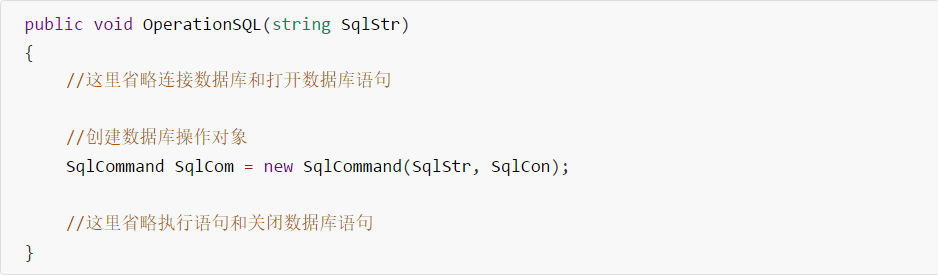 public void OperationSQL(string SqlStr)
{
//这里省略连接数据库和打开数据库语句
//创建数据库操作对象
SqlCommand SqlCom = new SqlCommand(SqlStr, SqlCon);
//这里省略执行语句和关闭数据库语句
}